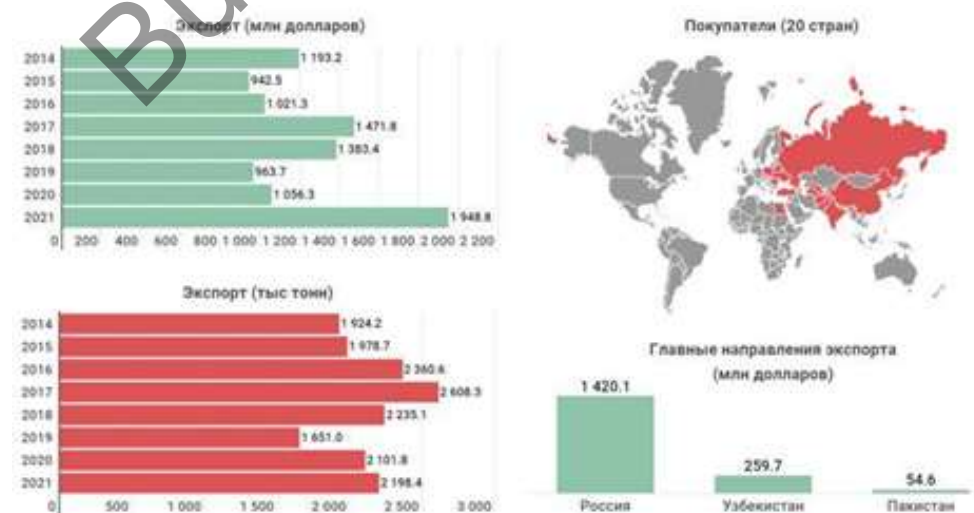 Экспорт (млн долларов)
2014 1 193.2
2015 942.5
2016 1 021.3
2017 1 471.8
2018 1 383.4
2019 963.7
2020 1 056.3
2021 1 948.8
0 200 400 600 800 1 000 1 200 1 400 1 600 1 800 2 000 2 200
Экспорт (тыс тонн)
2014 1 924.2
2015 1 978.7
2016 2 360.6
2017 2 608.3
2018 2 235.1
2019 1 651.0
2020 2 101.8
2021 2 198.4
0 500 1 000 1 500 2 000 2 500 3 000
Покупатели (20 стран)
Главные направления экспорта
(млн долларов)
1 420.1 259.7 54.6
Россия Узбекистан Пакистан